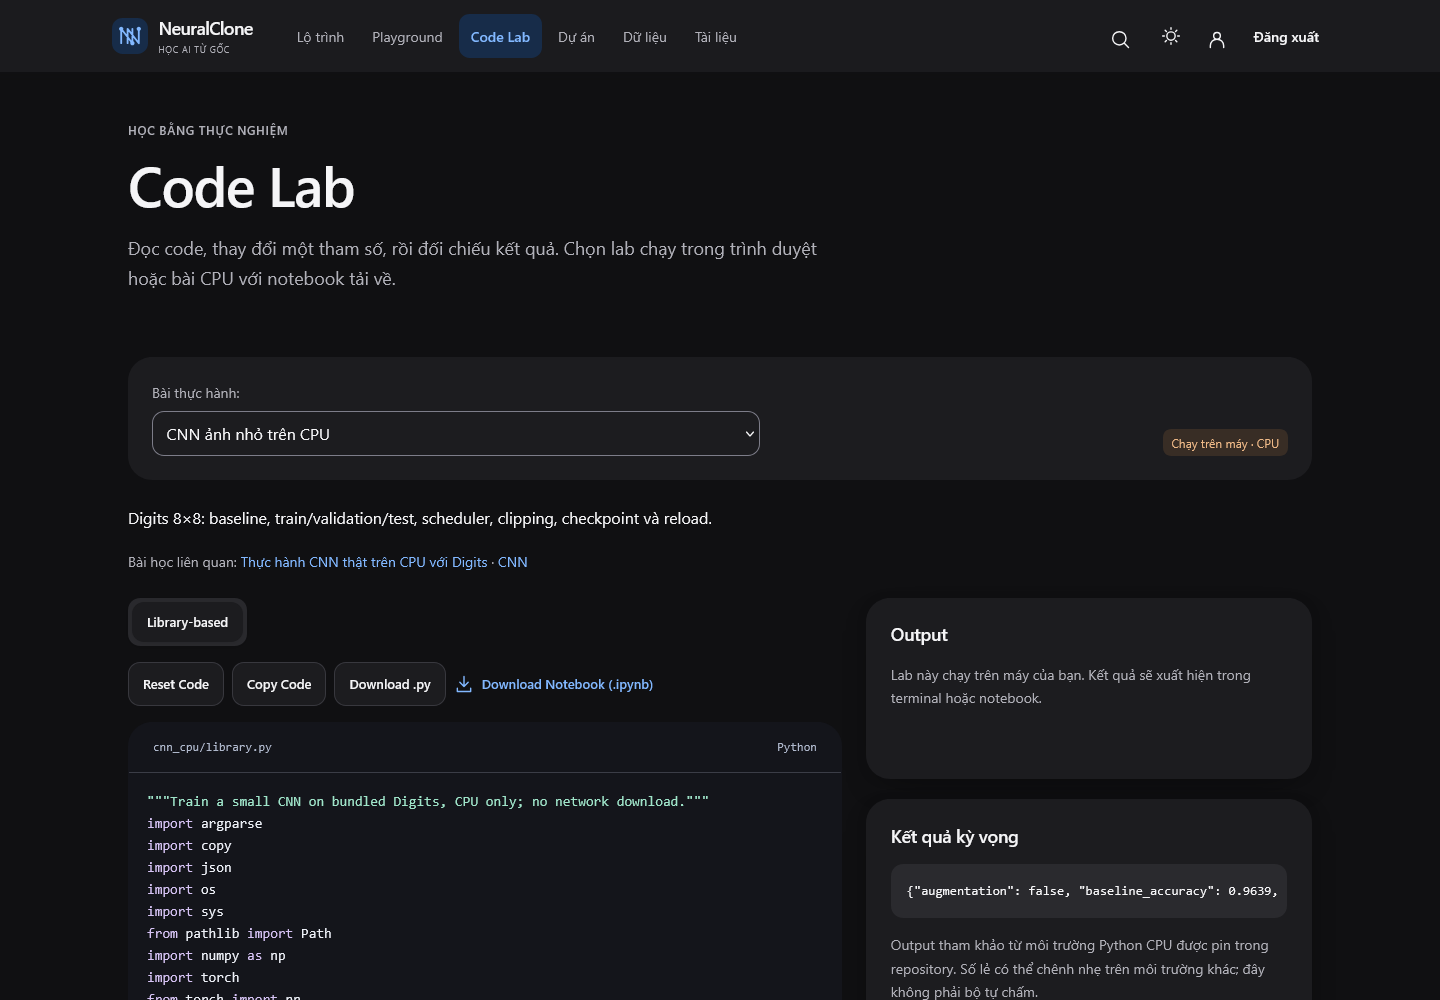 NeuralClone
HỌC AI TỪ GỐC
Lộ trình
Playground
Code Lab
Dự án
Dữ liệu
Tài liệu
Đăng xuất
HỌC BẰNG THỰC NGHIỆM
Code Lab
Đọc code, thay đổi một tham số, rồi đối chiếu kết quả. Chọn lab chạy trong trình duyệt
hoặc bài CPU với notebook tải về.
Bài thực hành:
CNN ảnh nhỏ trên CPU
Chạy trên máy · CPU
Digits 8×8: baseline, train/validation/test, scheduler, clipping, checkpoint và reload.
Bài học liên quan: Thực hành CNN thật trên CPU với Digits · CNN
Library-based
Reset Code
Copy Code
Download .py
Download Notebook (.ipynb)
cnn_cpu/library.py
Python
"""Train a small CNN on bundled Digits, CPU only; no network download."""
import argparse
import copy
import json
import os
import sys
from pathlib import Path
import numpy as np
import torch
from torch import nn
Output
Lab này chạy trên máy của bạn. Kết quả sẽ xuất hiện trong
terminal hoặc notebook.
Kết quả kỳ vọng
{"augmentation": false, "baseline_accuracy": 0.9639,
Output tham khảo từ môi trường Python CPU được pin trong
repository. Số lẻ có thể chênh nhẹ trên môi trường khác; đây
không phải bộ tự chấm.